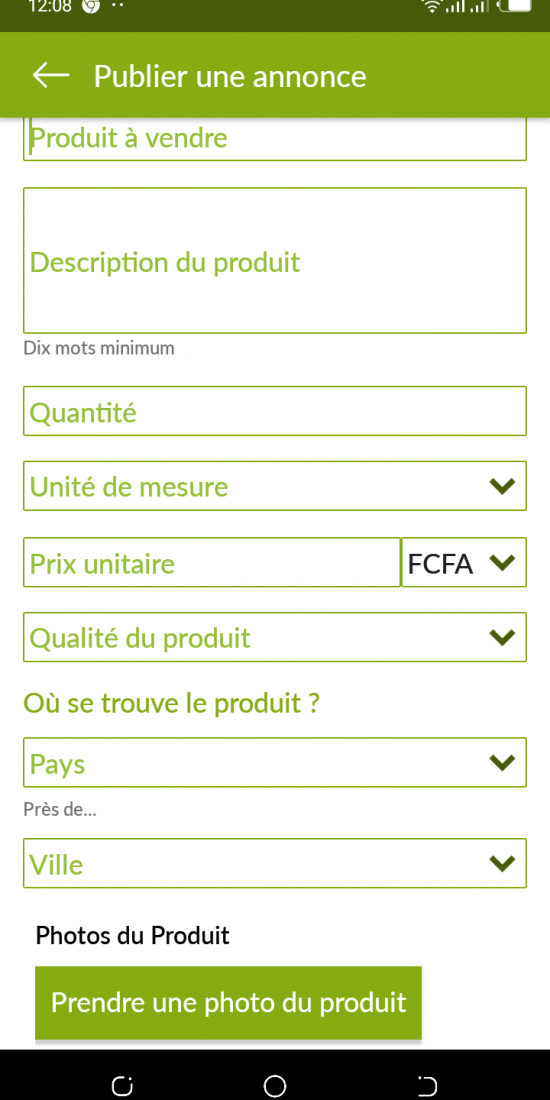 12:08
Publier une annonce
Produit à vendre
Description du produit
Dix mots minimum
Quantité
Unité de mesure
Prix unitaire
FCFA
Qualité du produit
Où se trouve le produit ?
Pays
Près de...
Ville
Photos du Produit
Prendre une photo du produit